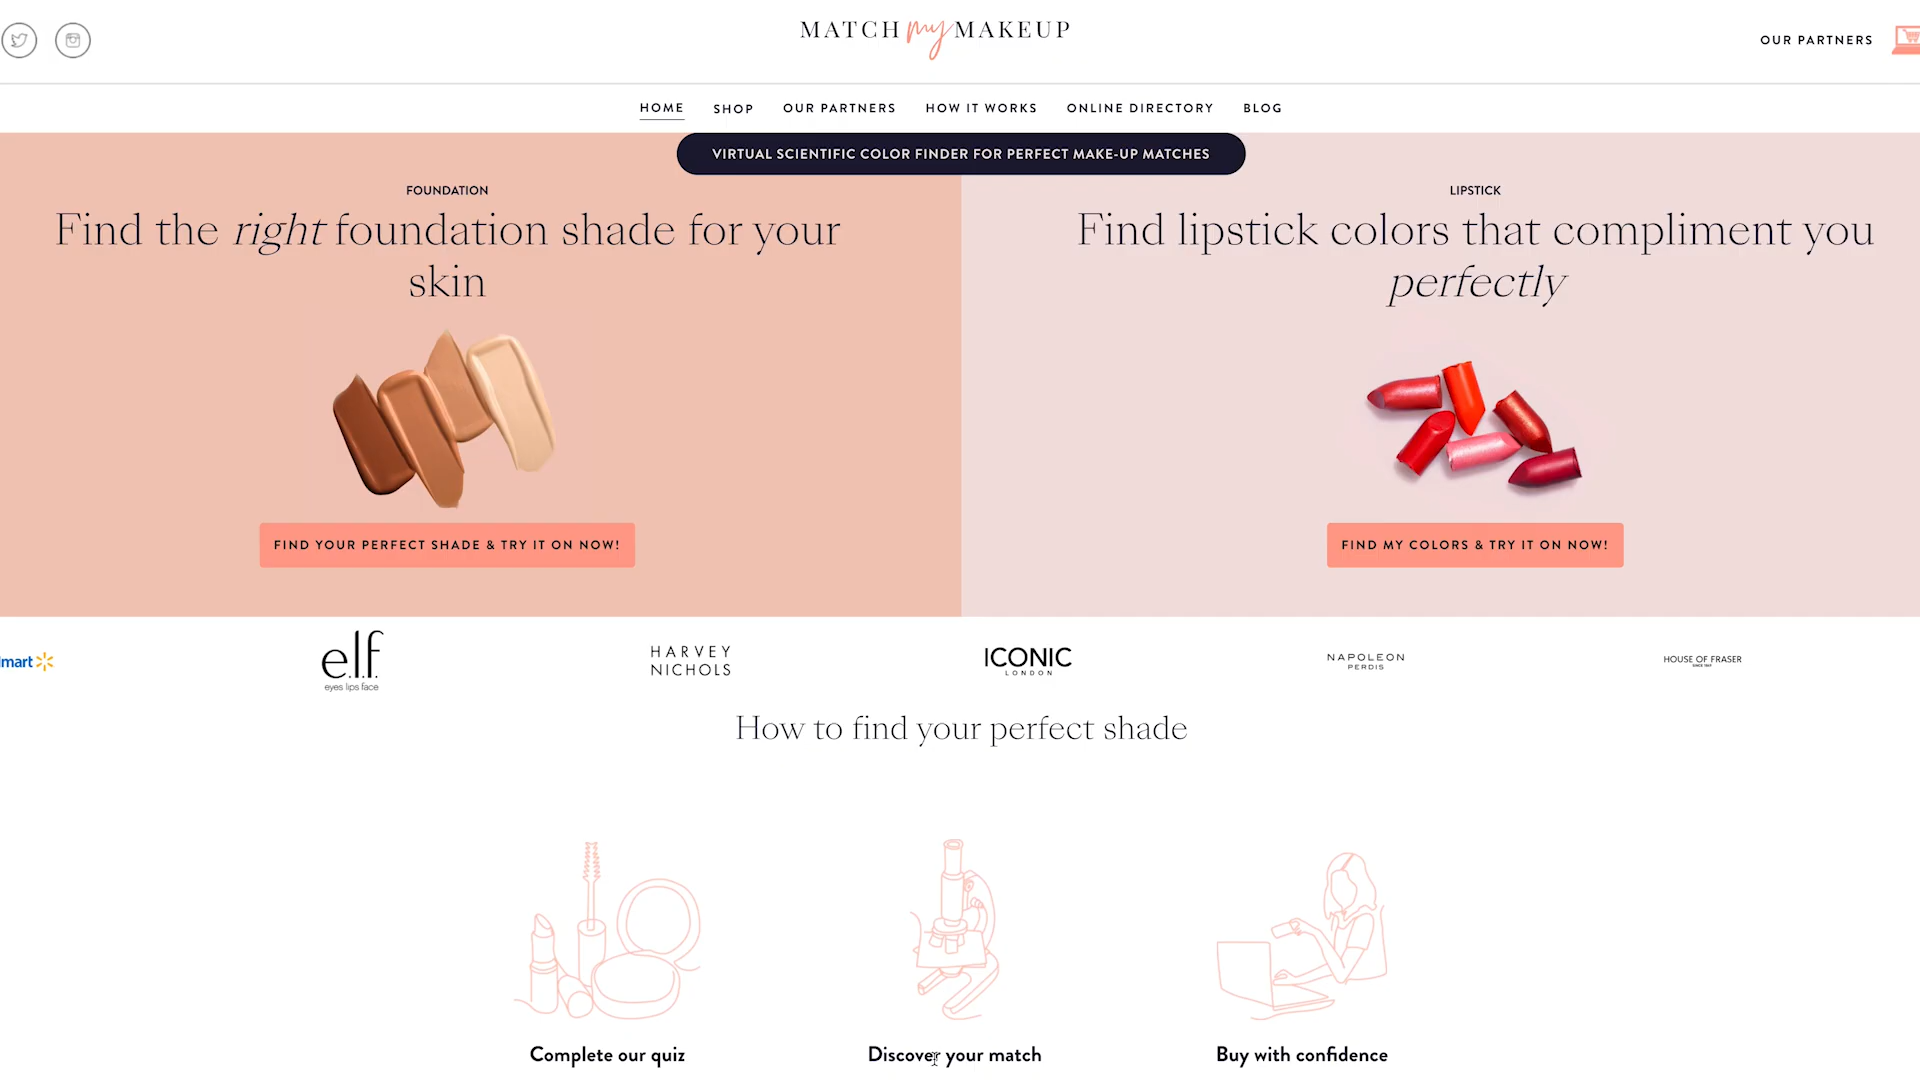 MATCH my MAKEUP
OUR PARTNERS
HOME SHOP OUR PARTNERS HOW IT WORKS ONLINE DIRECTORY BLOG
VIRTUAL SCIENTIFIC COLOR FINDER FOR PERFECT MAKE-UP MATCHES
FOUNDATION
Find the right foundation shade for your
skin
FIND YOUR PERFECT SHADE & TRY IT ON NOW!
LIPSTICK
Find lipstick colors that compliment you
perfectly
FIND MY COLORS & TRY IT ON NOW!
lmart
e.l.f.
eyes lips face
HARVEY
NICHOLS
ICONIC
LONDON
NAPOLEON
PERDIS
HOUSE OF FRASER
How to find your perfect shade
Complete our quiz
Discover your match
Buy with confidence